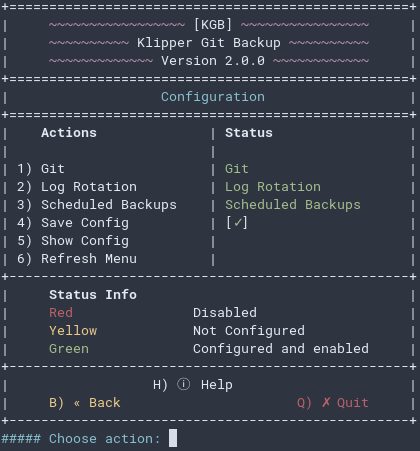 [KGB]
Klipper Git Backup
Version 2.0.0
Configuration
Actions | Status
1) Git | Git
2) Log Rotation | Log Rotation
3) Scheduled Backups | Scheduled Backups
4) Save Config | [✓]
5) Show Config
6) Refresh Menu
Status Info
Red Disabled
Yellow Not Configured
Green Configured and enabled
H) ⓘ Help
B) « Back Q) ✗ Quit
##### Choose action: